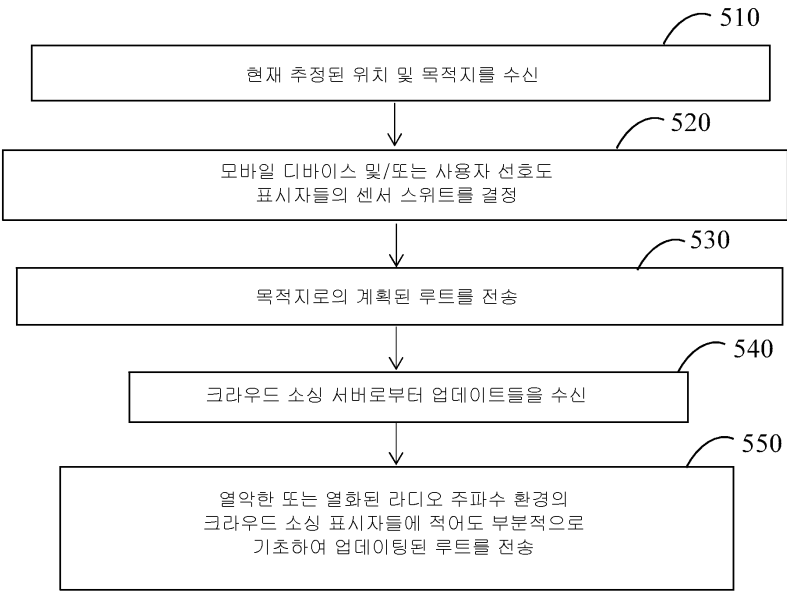 510
현재 추정된 위치 및 목적지를 수신
520
모바일 디바이스 및/또는 사용자 선호도
표시자들의 센서 스위트를 결정
530
목적지로의 계획된 루트를 전송
540
크라우드 소싱 서버로부터 업데이트들을 수신
550
열악한 또는 열화된 라디오 주파수 환경의
크라우드 소싱 표시자들에 적어도 부분적으로
기초하여 업데이팅된 루트를 전송